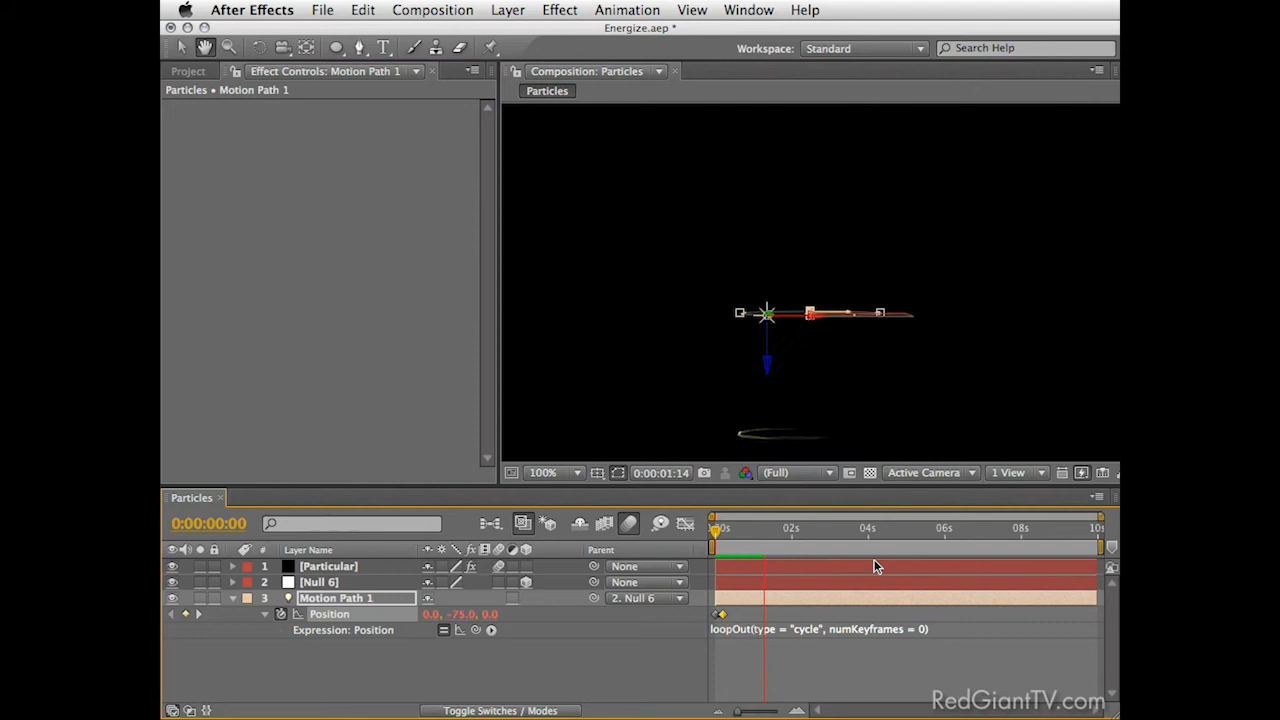 After Effects File Edit Composition Layer Effect Animation View Window Help
Energize.aep *
T Workspace: Standard Search Help
Project Effect Controls: Motion Path 1 Composition: Particles
Particles • Motion Path 1 Particles
100% 0:00:01:14 (Full) Active Camera 1 View
Particles
0:00:00:00 02s 04s 06s 08s
# Layer Name Parent
1 [Particular] None
2 [Null 6] None
3 Motion Path 1 2. Null 6
Position 0.0, -75.0, 0.0
Expression: Position loopOut(type = "cycle", numKeyframes = 0)
RedGiantTV.com
Toggle Switches / Modes